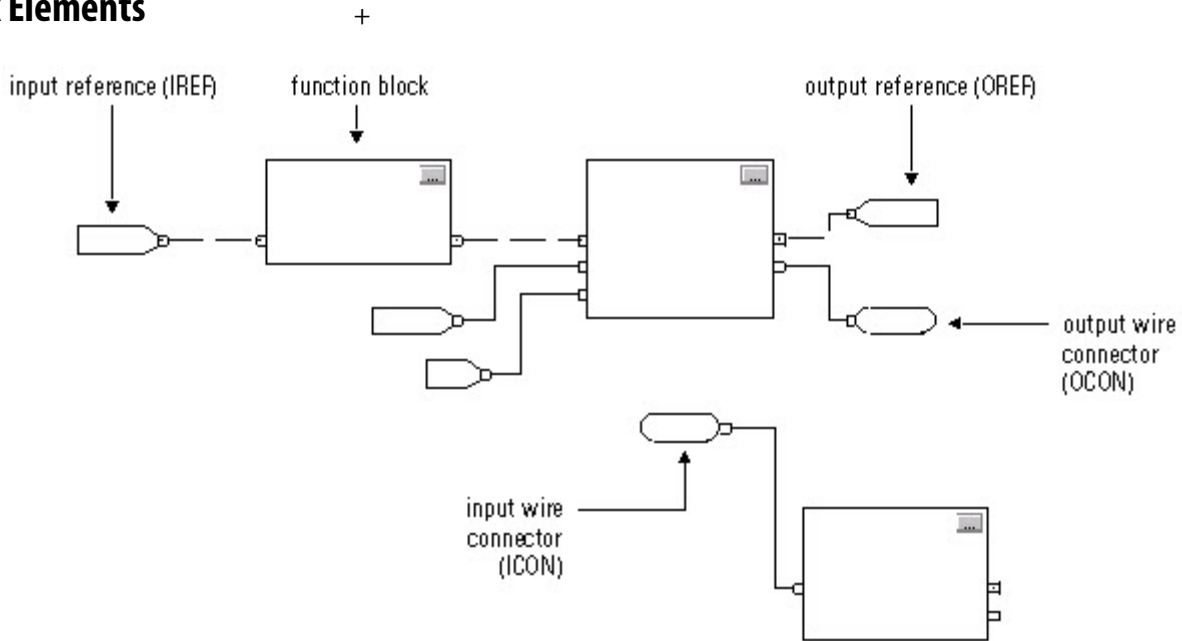 Elements
+
input reference (IREF)
function block
output reference (OREF)
...
...
output wire
connector
(OCON)
input wire
connector
(ICON)
...